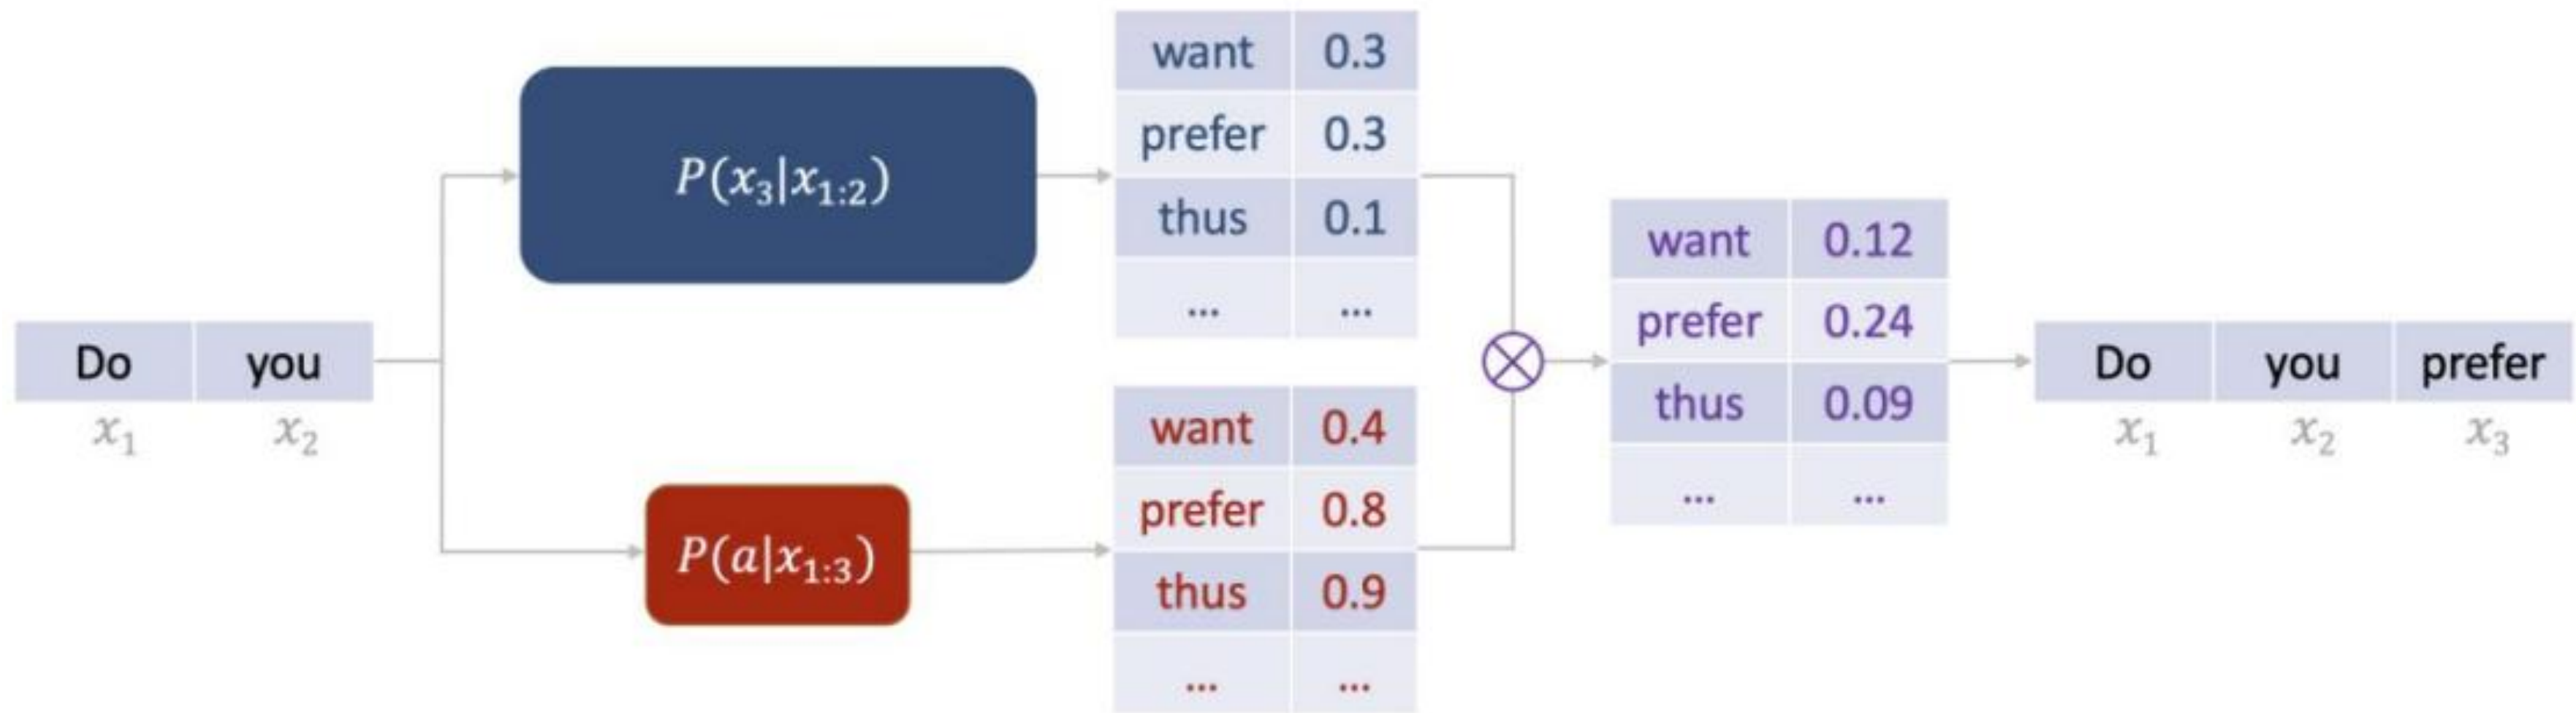 Do you
x₁ x₂
P(x₃|x₁:₂)
want 0.3
prefer 0.3
thus 0.1
... ...
P(a|x₁:₃)
want 0.4
prefer 0.8
thus 0.9
... ...
want 0.12
prefer 0.24
thus 0.09
... ...
Do you prefer
x₁ x₂ x₃